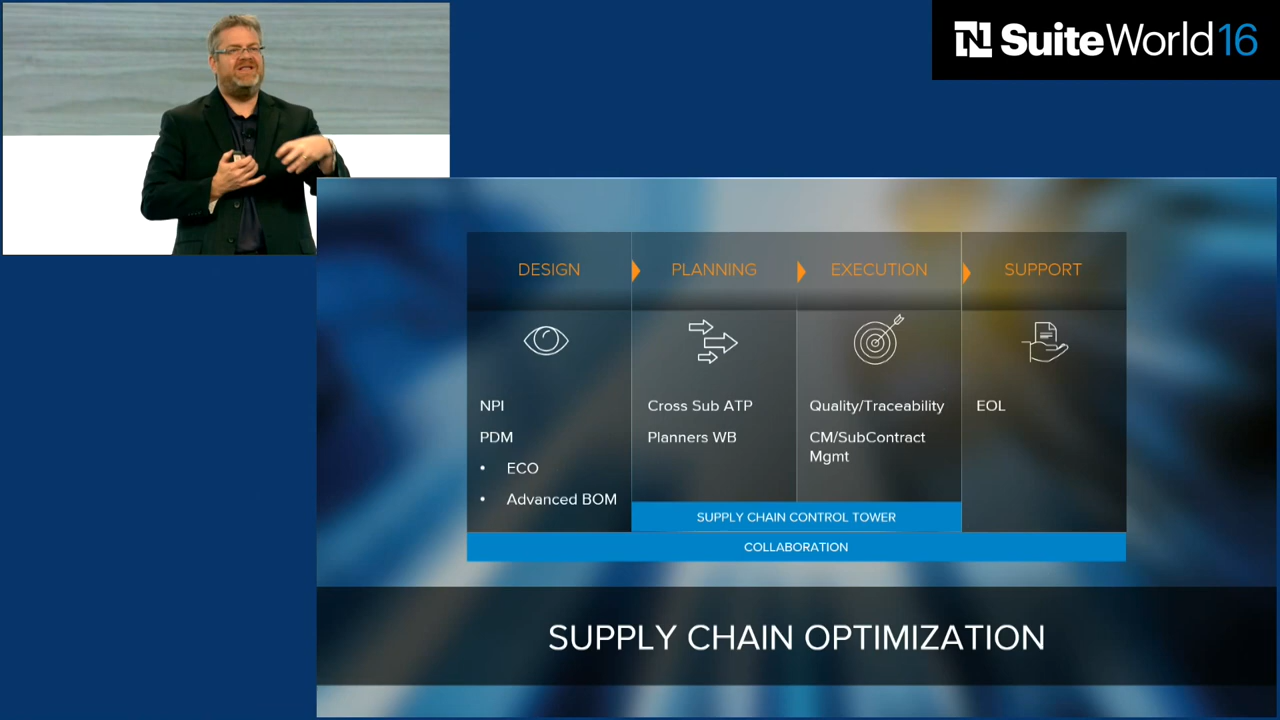 N SuiteWorld16
DESIGN
PLANNING
EXECUTION
SUPPORT
NPI
PDM
• ECO
• Advanced BOM
Cross Sub ATP
Planners WB
Quality/Traceability
CM/SubContract
Mgmt
EOL
SUPPLY CHAIN CONTROL TOWER
COLLABORATION
SUPPLY CHAIN OPTIMIZATION